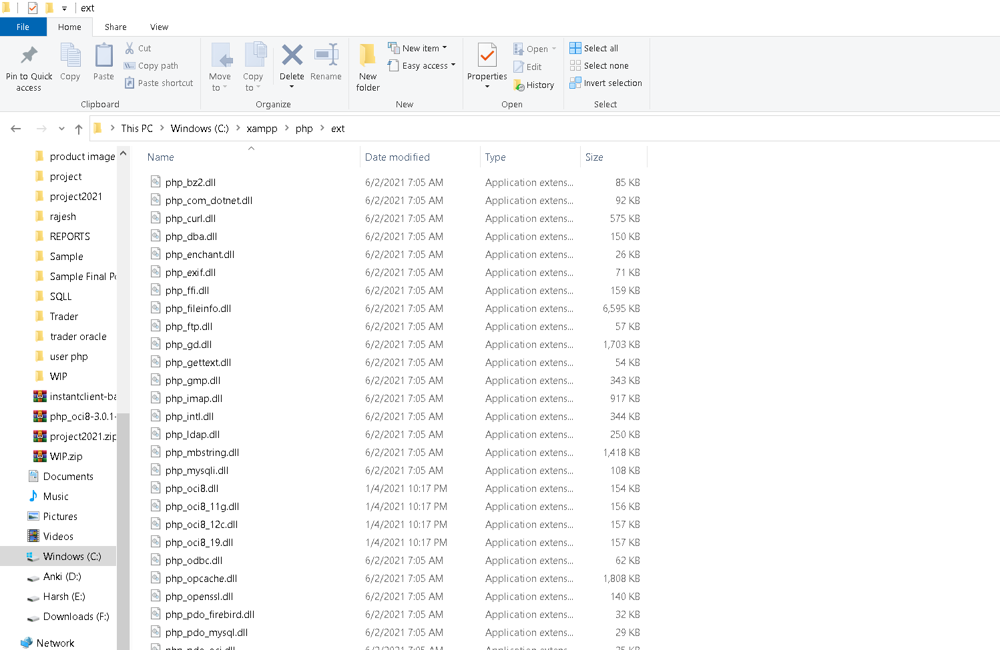 ext
File Home Share View
Pin to Quick access
Copy
Paste
Cut
Copy path
Paste shortcut
Clipboard
Move to
Copy to
Delete
Rename
Organize
New folder
New item
Easy access
New
Properties
Open
Edit
History
Open
Select all
Select none
Invert selection
Select
This PC > Windows (C:) > xampp > php > ext
product image
project
project2021
rajesh
REPORTS
Sample
Sample Final Po
SQLL
Trader
trader oracle
user php
WIP
instantclient-ba
php_oci8-3.0.1-
project2021.zip
WIP.zip
Documents
Music
Pictures
Videos
Windows (C:)
Anki (D:)
Harsh (E:)
Downloads (F:)
Network
Name Date modified Type Size
php_bz2.dll 6/2/2021 7:05 AM Application extens... 85 KB
php_com_dotnet.dll 6/2/2021 7:05 AM Application extens... 92 KB
php_curl.dll 6/2/2021 7:05 AM Application extens... 575 KB
php_dba.dll 6/2/2021 7:05 AM Application extens... 150 KB
php_enchant.dll 6/2/2021 7:05 AM Application extens... 26 KB
php_exif.dll 6/2/2021 7:05 AM Application extens... 71 KB
php_ffi.dll 6/2/2021 7:05 AM Application extens... 159 KB
php_fileinfo.dll 6/2/2021 7:05 AM Application extens... 6,595 KB
php_ftp.dll 6/2/2021 7:05 AM Application extens... 57 KB
php_gd.dll 6/2/2021 7:05 AM Application extens... 1,703 KB
php_gettext.dll 6/2/2021 7:05 AM Application extens... 54 KB
php_gmp.dll 6/2/2021 7:05 AM Application extens... 343 KB
php_imap.dll 6/2/2021 7:05 AM Application extens... 917 KB
php_intl.dll 6/2/2021 7:05 AM Application extens... 344 KB
php_ldap.dll 6/2/2021 7:05 AM Application extens... 250 KB
php_mbstring.dll 6/2/2021 7:05 AM Application extens... 1,418 KB
php_mysqli.dll 6/2/2021 7:05 AM Application extens... 108 KB
php_oci8.dll 1/4/2021 10:17 PM Application extens... 154 KB
php_oci8_11g.dll 1/4/2021 10:17 PM Application extens... 156 KB
php_oci8_12c.dll 1/4/2021 10:17 PM Application extens... 157 KB
php_oci8_19.dll 1/4/2021 10:17 PM Application extens... 157 KB
php_odbc.dll 6/2/2021 7:05 AM Application extens... 62 KB
php_opcache.dll 6/2/2021 7:05 AM Application extens... 1,808 KB
php_openssl.dll 6/2/2021 7:05 AM Application extens... 140 KB
php_pdo_firebird.dll 6/2/2021 7:05 AM Application extens... 32 KB
php_pdo_mysql.dll 6/2/2021 7:05 AM Application extens... 29 KB